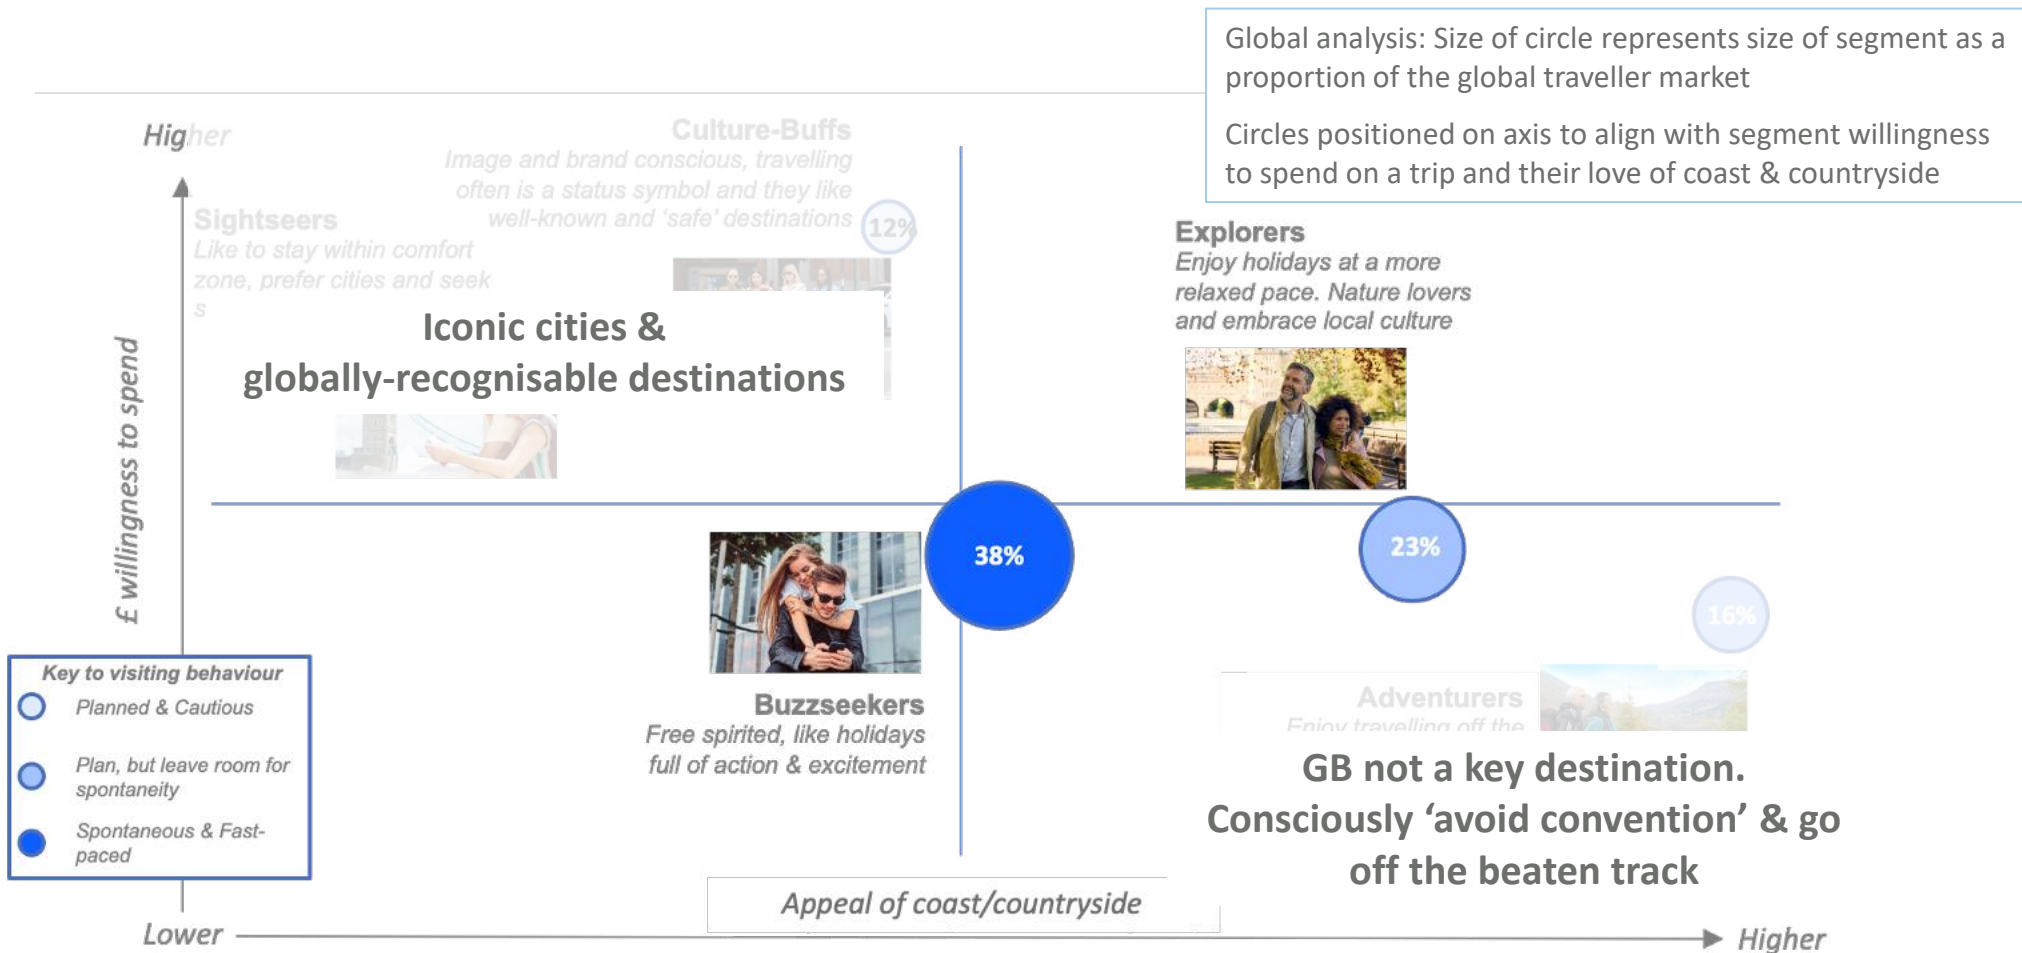 Global analysis: Size of circle represents size of segment as a
proportion of the global traveller market
Circles positioned on axis to align with segment willingness
to spend on a trip and their love of coast & countryside
Higher
Culture-Buffs
Image and brand conscious, travelling
often is a status symbol and they like
well-known and ‘safe’ destinations
12%
Sightseers
Like to stay within comfort
zone, prefer cities and seek
s
Iconic cities &
globally-recognisable destinations
Explorers
Enjoy holidays at a more
relaxed pace. Nature lovers
and embrace local culture
£ willingness to spend
38%
23%
16%
Buzzseekers
Free spirited, like holidays
full of action & excitement
Adventurers
Enjoy travelling off the
GB not a key destination.
Consciously ‘avoid convention’ & go
off the beaten track
Key to visiting behaviour
Planned & Cautious
Plan, but leave room for
spontaneity
Spontaneous & Fast-
paced
Appeal of coast/countryside
Lower
Higher